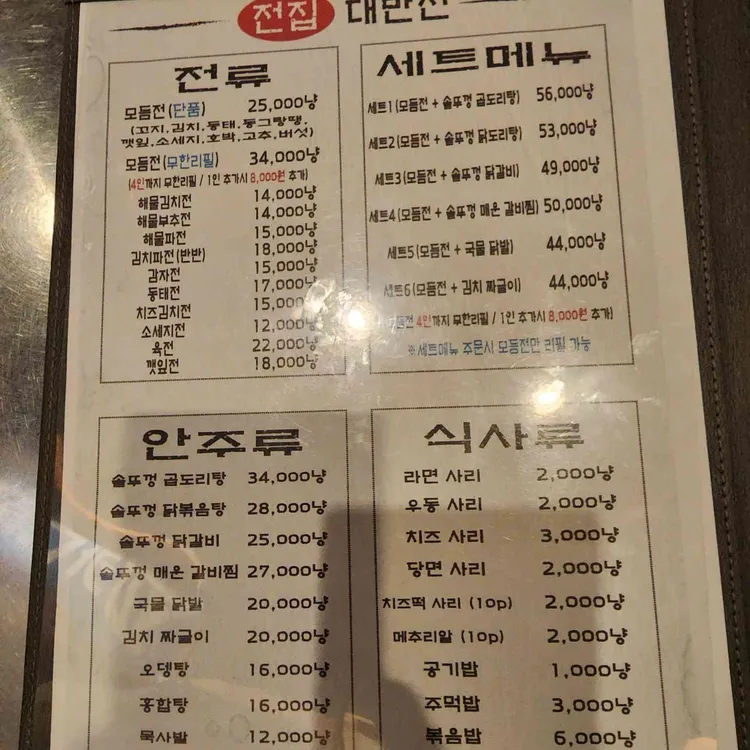 전집 대반전
전류
모듬전(단품) 25,000냥
(꼬지,김치,동태,동그랑땡,
깻잎,소세지,호박,고추,버섯)
모듬전(무한리필) 34,000냥
(4인까지 무한리필 / 1인 추가시 8,000원 추가)
해물김치전 14,000냥
해물부추전 14,000냥
해물파전 15,000냥
김치파전(반반) 18,000냥
감자전 15,000냥
동태전 17,000냥
치즈김치전 15,000냥
소세지전 12,000냥
육전 22,000냥
깻잎전 18,000냥
세트메뉴
세트1(모듬전 + 솥뚜껑 곱도리탕) 56,000냥
세트2(모듬전 + 솥뚜껑 닭도리탕) 53,000냥
세트3(모듬전 + 솥뚜껑 닭갈비) 49,000냥
세트4(모듬전 + 솥뚜껑 매운 갈비찜) 50,000냥
세트5(모듬전 + 국물 닭발) 44,000냥
세트6(모듬전 + 김치 짜글이) 44,000냥
4인까지 무한리필 / 1인 추가시 8,000원 추가)
※세트메뉴 주문시 모듬전만 리필 가능
안주류
솥뚜껑 곱도리탕 34,000냥
솥뚜껑 닭볶음탕 28,000냥
솥뚜껑 닭갈비 25,000냥
솥뚜껑 매운 갈비찜 27,000냥
국물 닭발 20,000냥
김치 짜글이 20,000냥
오뎅탕 16,000냥
홍합탕 16,000냥
묵사발 12,000냥
식사류
라면 사리 2,000냥
우동 사리 2,000냥
치즈 사리 3,000냥
당면 사리 2,000냥
치즈떡 사리 (10p) 2,000냥
메추리알 (10p) 2,000냥
공기밥 1,000냥
주먹밥 3,000냥
볶음밥 6,000냥